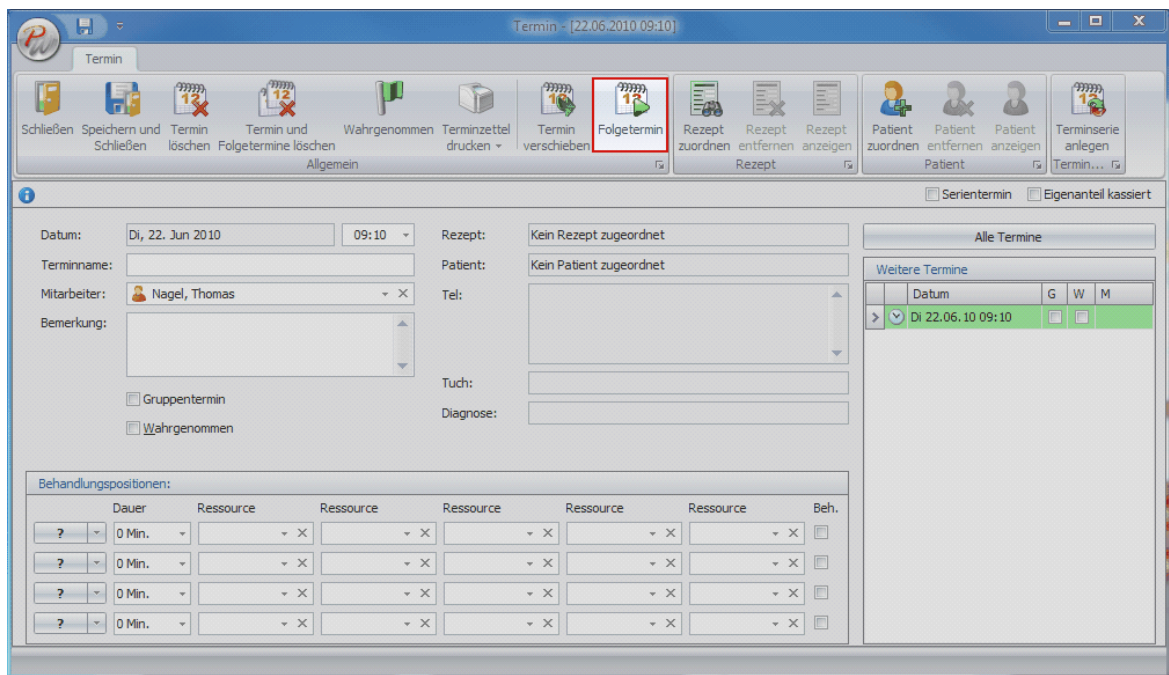 Termin - [22.06.2010 09:10]
PW
Termin
Schließen
Speichern und Schließen
Termin löschen
Termin und Folgetermine löschen
Wahrgenommen
Terminzettel drucken
Termin verschieben
Folgetermin
Rezept zuordnen
Rezept entfernen
Rezept anzeigen
Patient zuordnen
Patient entfernen
Patient anzeigen
Terminserie anlegen
Allgemein
Rezept
Patient
Termin...
Serientermin
Eigenanteil kassiert
Datum: Di, 22. Jun 2010 09:10
Terminname:
Mitarbeiter: Nagel, Thomas
Bemerkung:
Gruppentermin
Wahrgenommen
Rezept: Kein Rezept zugeordnet
Patient: Kein Patient zugeordnet
Tel:
Tuch:
Diagnose:
Alle Termine
Weitere Termine
Datum G W M
Di 22.06.10 09:10
Behandlungspositionen:
Dauer Ressource Ressource Ressource Ressource Ressource Beh.
? 0 Min.
? 0 Min.
? 0 Min.
? 0 Min.